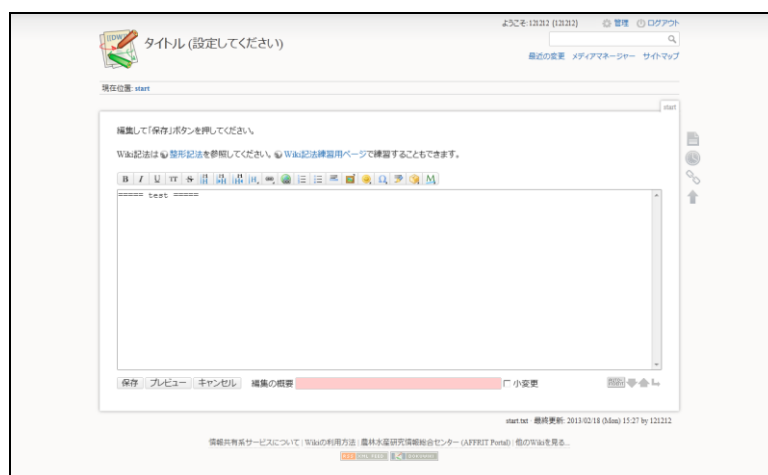 ようこそ: 121212 (121212) 管理 ログアウト
タイトル (設定してください)
最近の変更 メディアマネージャー サイトマップ
現在位置: start
start
編集して「保存」ボタンを押してください。
Wiki記法は 整形記法を参照してください。 Wiki記法練習用ページで練習することもできます。
B I U TT S
===== test =====
保存 プレビュー キャンセル 編集の概要 小変更
start.txt · 最終更新: 2013/02/18 (Mon) 15:27 by 121212
情報共有系サービスについて | Wikiの利用方法 | 農林水産研究情報総合センター (AFFRIT Portal) | 他のWikiを見る...